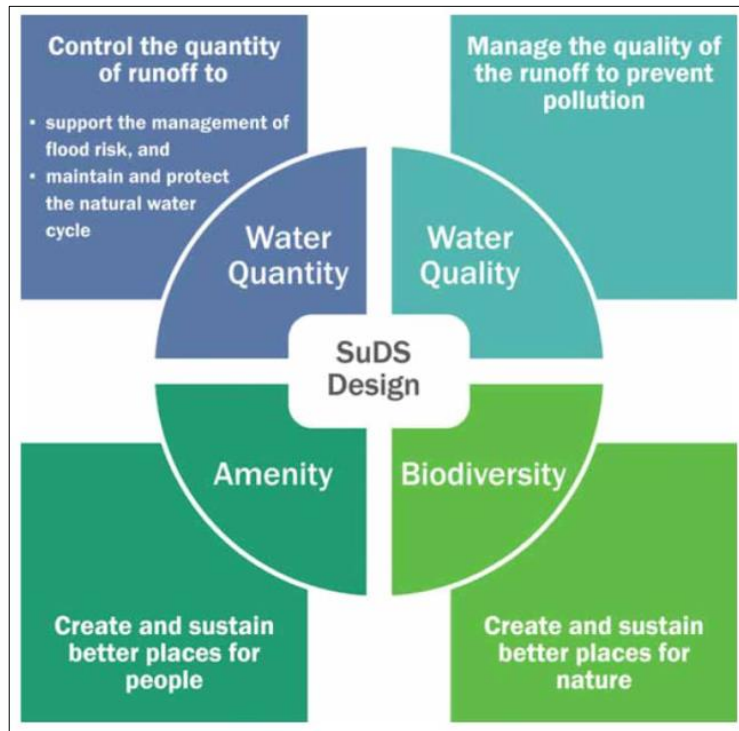 Control the quantity
of runoff to
▪ support the management of
flood risk, and
▪ maintain and protect
the natural water
cycle
Manage the quality of
the runoff to prevent
pollution
Water
Quantity
Water
Quality
SuDS
Design
Amenity
Biodiversity
Create and sustain
better places for
people
Create and sustain
better places for
nature